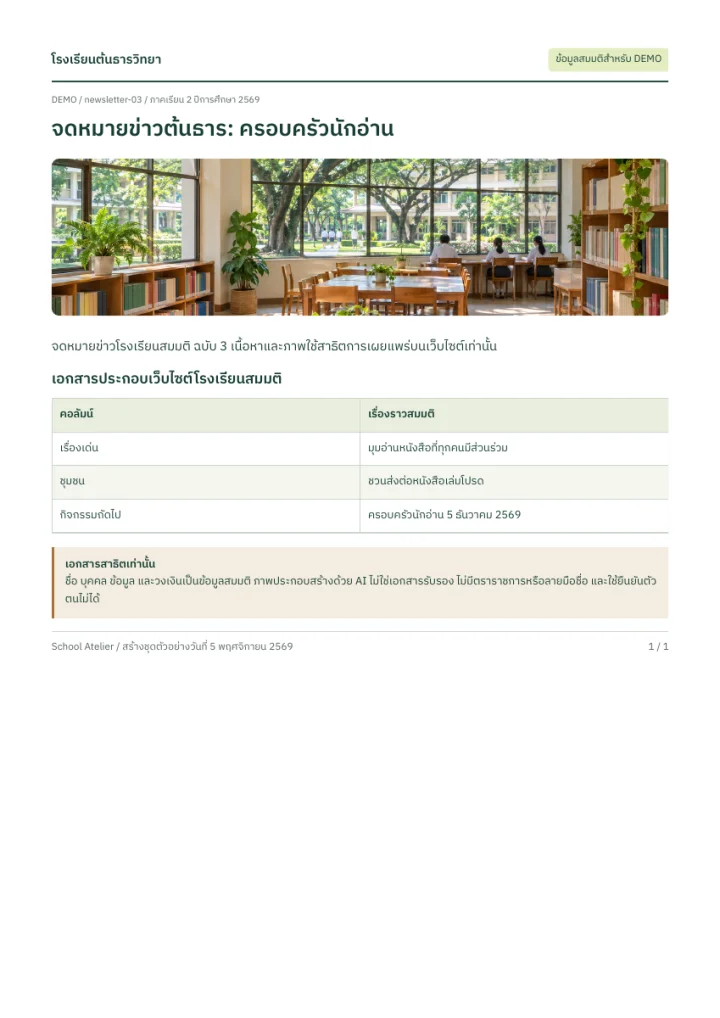 โรงเรียนต้นธารวิทยา
ข้อมูลสมมติสำหรับ DEMO
DEMO / newsletter-03 / ภาคเรียน 2 ปีการศึกษา 2569
จดหมายข่าวต้นธาร: ครอบครัวนักอ่าน
จดหมายข่าวโรงเรียนสมมติ ฉบับ 3 เนื้อหาและภาพใช้สาธิตการเผยแพร่บนเว็บไซต์เท่านั้น
เอกสารประกอบเว็บไซต์โรงเรียนสมมติ
คอลัมน์ เรื่องราวสมมติ
เรื่องเด่น มุมอ่านหนังสือที่ทุกคนมีส่วนร่วม
ชุมชน ชวนส่งต่อหนังสือเล่มโปรด
กิจกรรมถัดไป ครอบครัวนักอ่าน 5 ธันวาคม 2569
เอกสารสาธิตเท่านั้น
ชื่อ บุคคล ข้อมูล และวงเงินเป็นข้อมูลสมมติ ภาพประกอบสร้างด้วย AI ไม่ใช่เอกสารรับรอง ไม่มีตราราชการหรือลายมือชื่อ และใช้ยืนยันตัว
ตนไม่ได้
School Atelier / สร้างชุดตัวอย่างวันที่ 5 พฤศจิกายน 2569
1 / 1